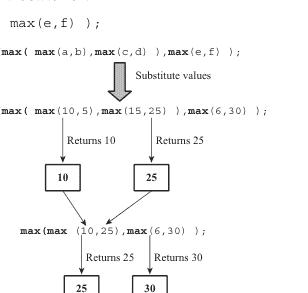 max(e,f) );
max( max(a,b),max(c,d) ),max(e,f) );
Substitute values
max( max(10,5),max(15,25) ),max(6,30) );
Returns 10 Returns 25
10 25
max(max (10,25),max(6,30) );
Returns 25 Returns 30
25 30